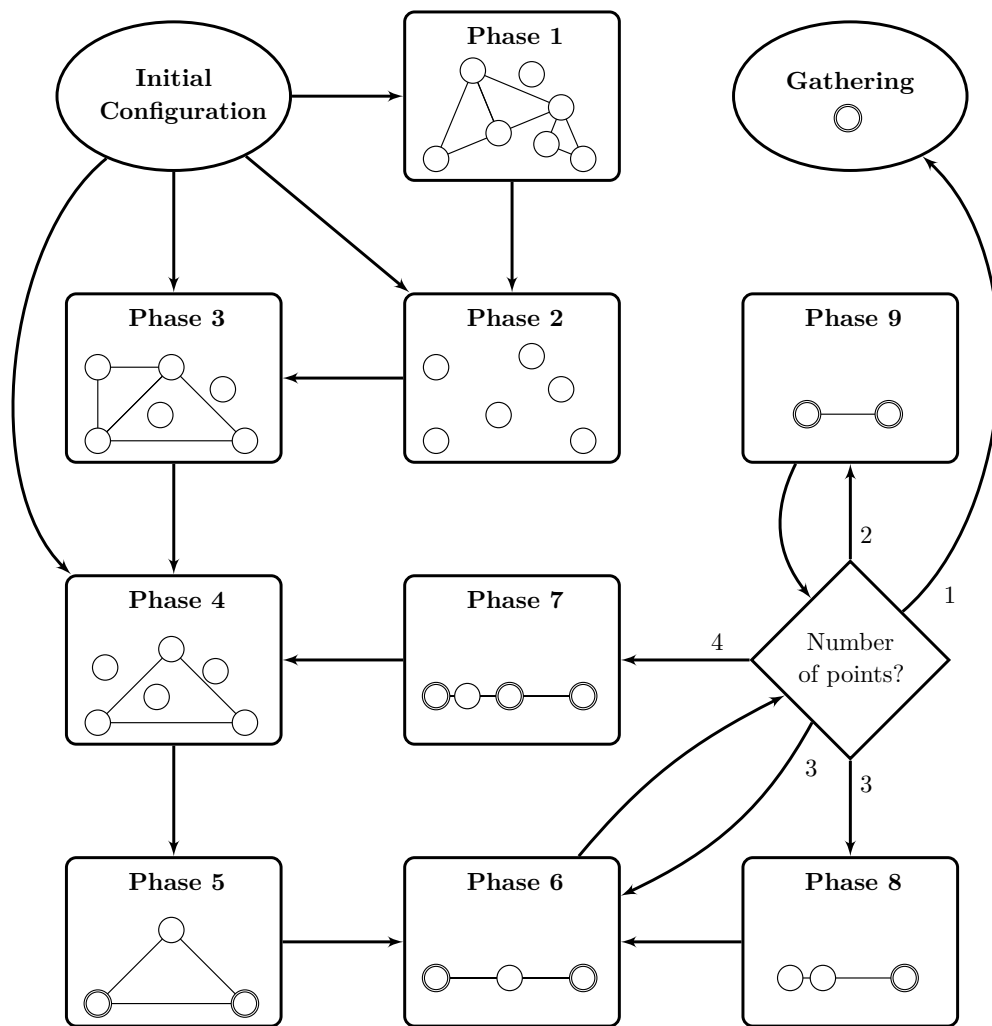 Phase 1
Initial
Configuration
Gathering
Phase 3
Phase 2
Phase 9
2
1
Phase 4
Phase 7
4
Number
of points?
3
3
Phase 5
Phase 6
Phase 8